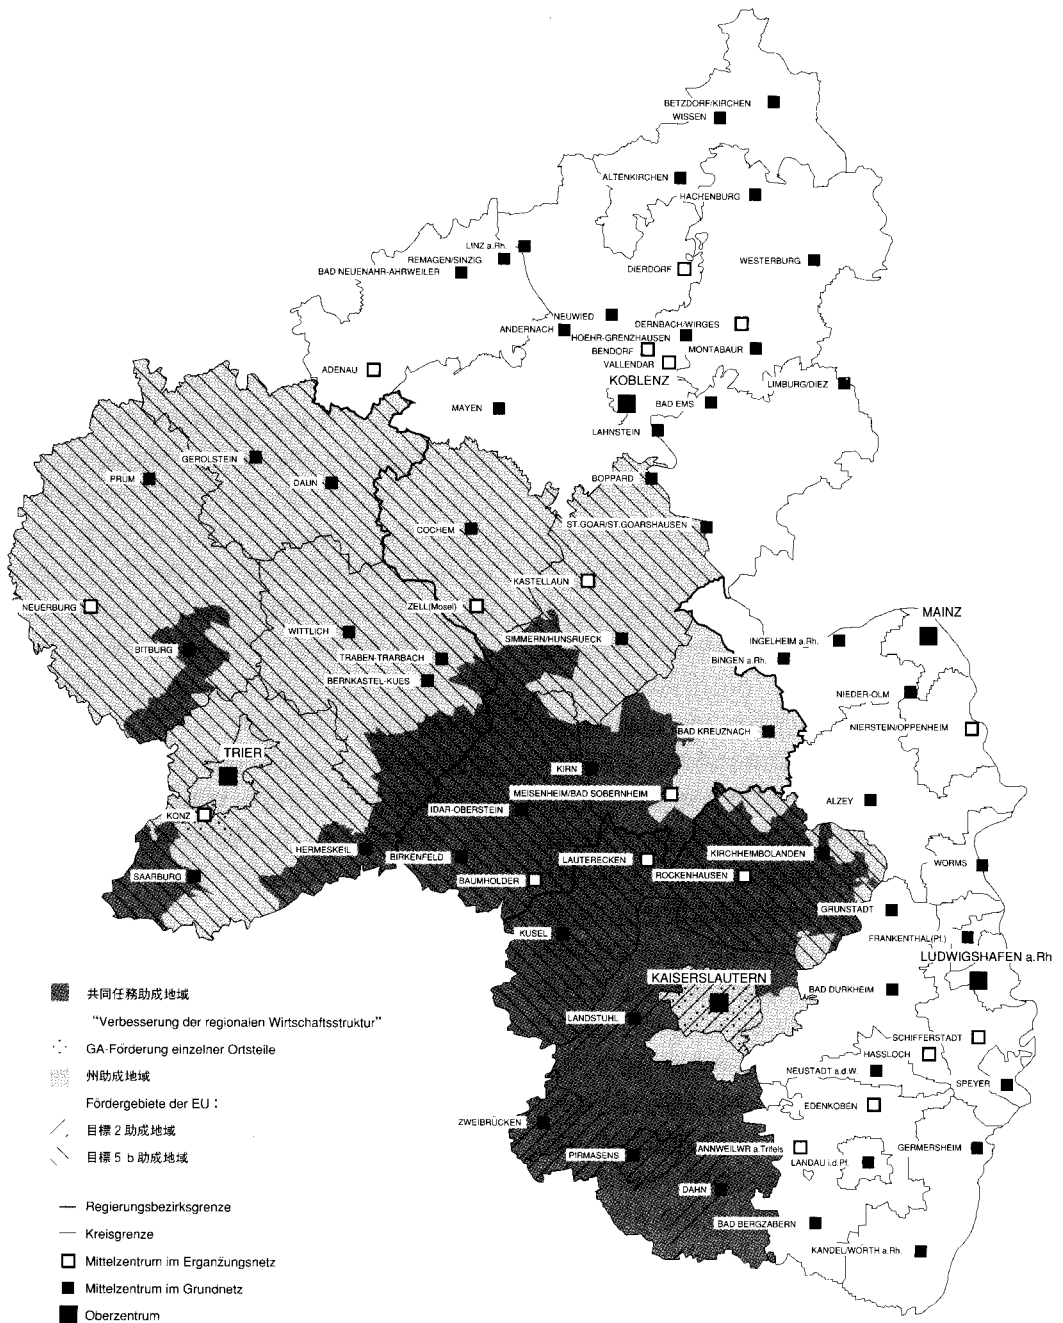 BETZDORF/KIRCHEN
WISSEN
ALTENKIRCHEN
HACHENBURG
LINZ a.Rh.
REMAGEN/SINZIG
BAD NEUENAHR-AHRWEILER
DIERDORF
WESTERBURG
NEUWIED
ANDERNACH
DERNBACH/WIRGES
HOEHR-GRENZHAUSEN
BENDORF
MONTABAUR
VALLENDAR
ADENAU
KOBLENZ
LIMBURG/DIEZ
MAYEN
BAD EMS
LAHNSTEIN
GEROLSTEIN
PRUM
DAUN
BOPPARD
COCHEM
ST.GOAR/ST.GOARSHAUSEN
KASTELLAUN
NEUERBURG
ZELL(Mosel)
MAINZ
WITTLICH
SIMMERN/HUNSRUECK
INGELHEIM a.Rh.
BITBURG
TRABEN-TRARBACH
BINGEN a.Rh.
BERNKASTEL-KUES
NIEDER-OLM
BAD KREUZNACH
NIERSTEIN/OPPENHEIM
TRIER
KIRN
MEISENHEIM/BAD SOBERNHEIM
IDAR-OBERSTEIN
ALZEY
KONZ
HERMESKEIL
BIRKENFELD
LAUTERECKEN
KIRCHHEIMBOLANDEN
WORMS
SAARBURG
BAUMHOLDER
ROCKENHAUSEN
GRUNSTADT
KUSEL
FRANKENTHAL(Pf.)
LUDWIGSHAFEN a.Rh
KAISERSLAUTERN
BAD DURKHEIM
LANDSTUHL
SCHIFFERSTADT
HASSLOCH
NEUSTADT a.d.W.
SPEYER
EDENKOBEN
ZWEIBRÜCKEN
ANNWEILWR a.Trifels
GERMERSHEIM
PIRMASENS
LANDAU i.d.Pf.
DAHN
BAD BERGZABERN
KANDEL/WORTH a.Rh.
共同任務助成地域
“Verbesserung der regionalen Wirtschaftsstruktur”
GA-Förderung einzelner Ortsteile
州助成地域
Fördergebiete der EU：
目標２助成地域
目標５ｂ助成地域
Regierungsbezirksgrenze
Kreisgrenze
Mittelzentrum im Erganzungsnetz
Mittelzentrum im Grundnetz
Oberzentrum